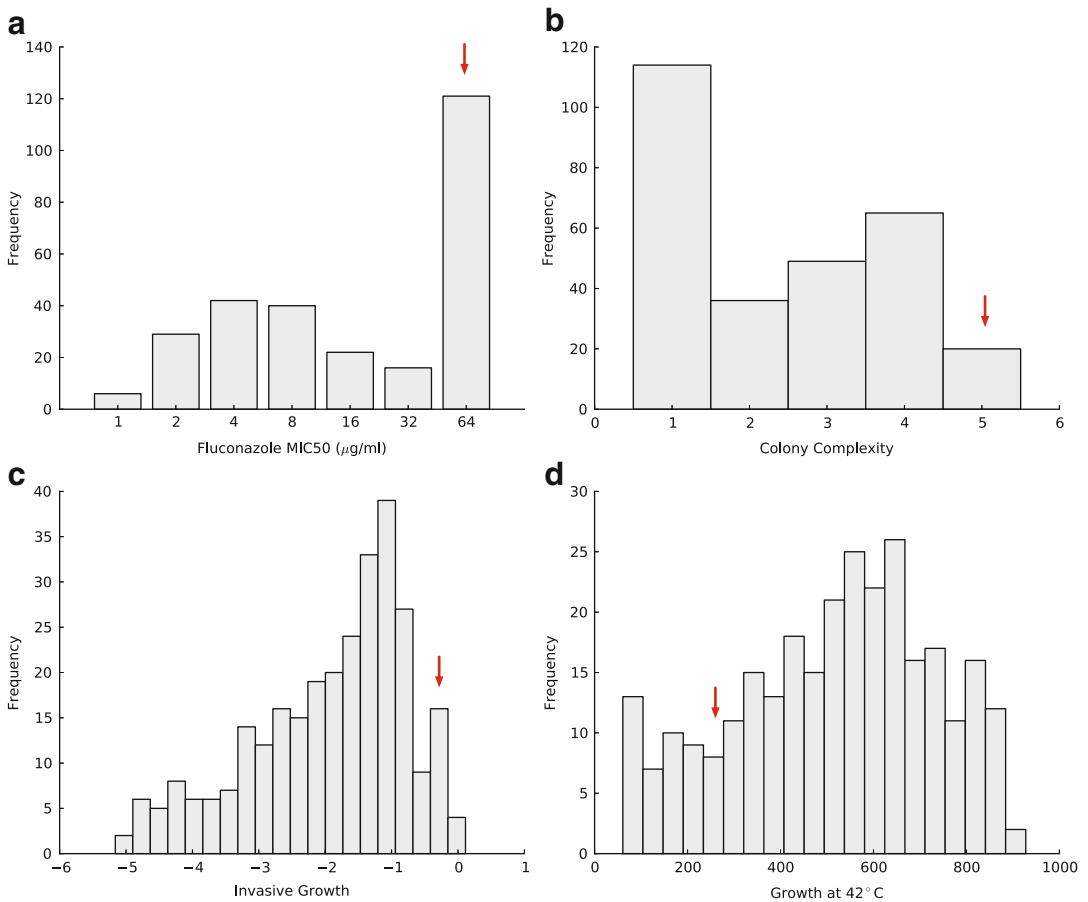 a
140
120
100
80
60
40
20
0
Frequency
1 2 4 8 16 32 64
Fluconazole MIC50 (μg/ml)
b
120
100
80
60
40
20
0
Frequency
0 1 2 3 4 5 6
Colony Complexity
c
40
35
30
25
20
15
10
5
0
Frequency
−6 −5 −4 −3 −2 −1 0 1
Invasive Growth
d
30
25
20
15
10
5
0
Frequency
0 200 400 600 800 1000
Growth at 42°C